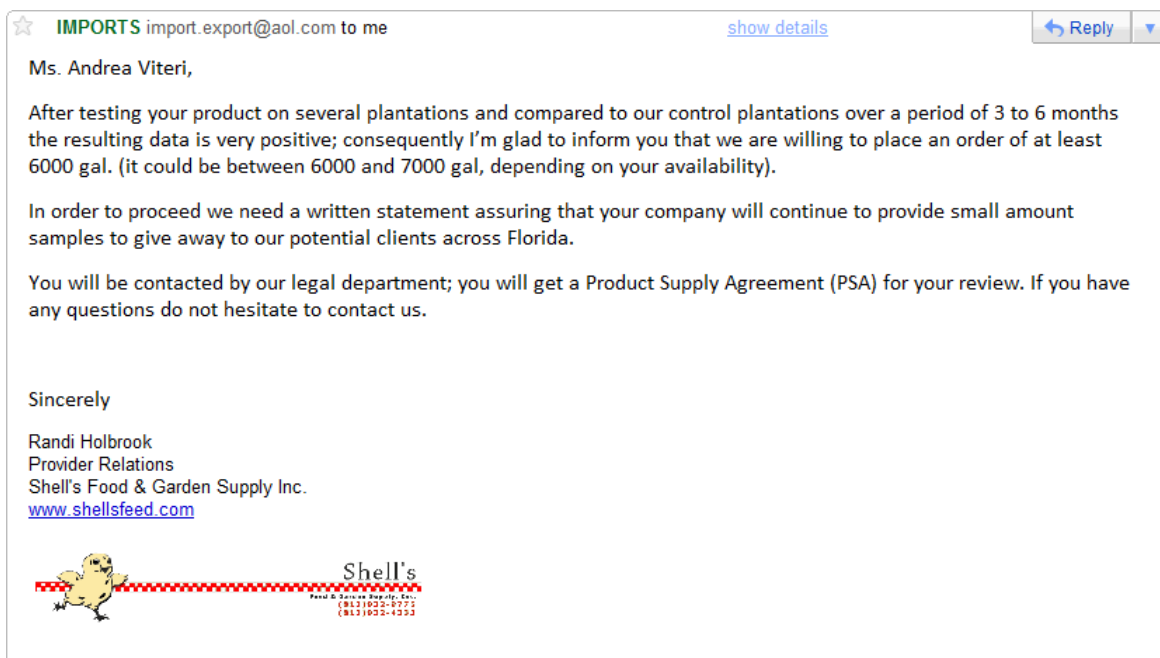 IMPORTS import.export@aol.com to me show details Reply
Ms. Andrea Viteri,
After testing your product on several plantations and compared to our control plantations over a period of 3 to 6 months
the resulting data is very positive; consequently I'm glad to inform you that we are willing to place an order of at least
6000 gal. (it could be between 6000 and 7000 gal, depending on your availability).
In order to proceed we need a written statement assuring that your company will continue to provide small amount
samples to give away to our potential clients across Florida.
You will be contacted by our legal department; you will get a Product Supply Agreement (PSA) for your review. If you have
any questions do not hesitate to contact us.
Sincerely
Randi Holbrook
Provider Relations
Shell's Food & Garden Supply Inc.
www.shellsfeed.com
Shell's